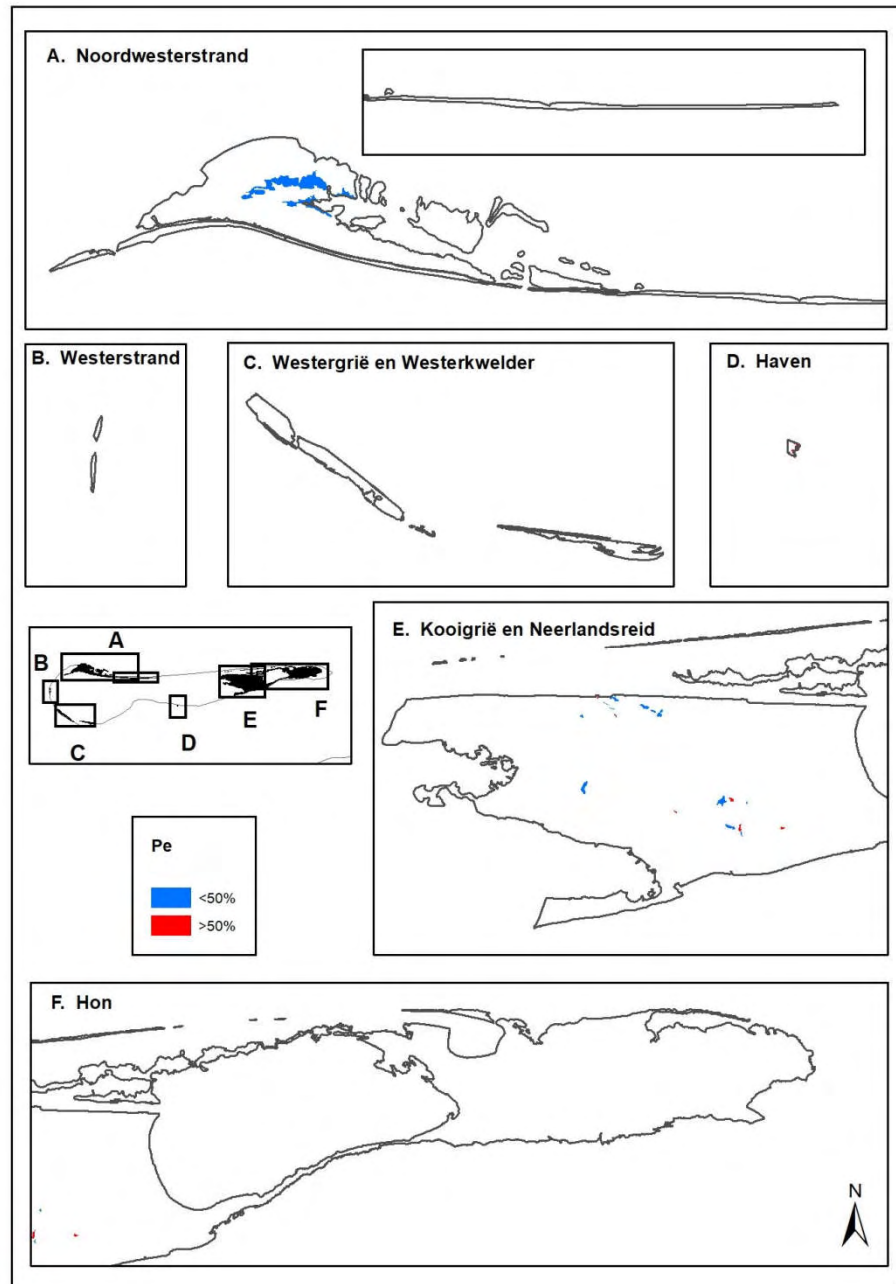 A. Noordwesterstrand
B. Westerstrand
C. Westergrië en Westerkwelder
D. Haven
A
B
C
D
E
F
E. Kooigrië en Neerlandsreid
Pe
<50%
>50%
F. Hon
N